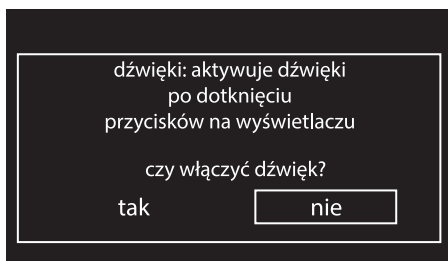 dźwięki: aktywuje dźwięki
po dotknięciu
przycisków na wyświetlaczu
czy włączyć dźwięk?
tak nie